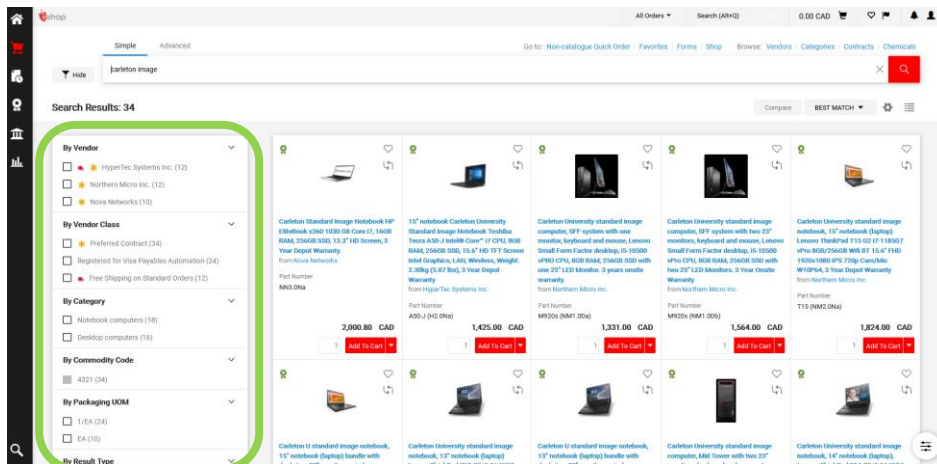 eshop
All Orders
Search (Alt+Q)
0.00 CAD
Simple
Advanced
Go to: Non-catalogue Quick Order | Favorites | Forms | Shop Browse: Vendors | Categories | Contracts | Chemicals
Hide
carleton image
Search Results: 34
Compare
BEST MATCH
By Vendor
HyperTec Systems Inc. (12)
Northern Micro Inc. (12)
Nova Networks (10)
By Vendor Class
Preferred Contract (34)
Registered for Visa Payables Automation (24)
Free Shipping on Standard Orders (12)
By Category
Notebook computers (18)
Desktop computers (16)
By Commodity Code
4321 (34)
By Packaging UOM
1/EA (24)
EA (10)
By Result Type
Carleton Standard Image Notebook HP
EliteBook x360 1030 G8 Core i7, 16GB
RAM, 256GB SSD, 13.3" HD Screen, 3
Year Depot Warranty.
from Nova Networks
Part Number
NN3.0Na
2,000.80 CAD
1
Add To Cart
15" notebook Carleton University
Standard Image Notebook Toshiba
Tecra A50-J Intel® Core™ i7 CPU, 8GB
RAM, 256GB SSD, 15.6" HD TFT Screen
Intel Graphics, LAN, Wireless, Weight:
2.30kg (5.07 lbs), 3 Year Depot
Warranty
from HyperTec Systems Inc.
Part Number
A50-J (H2.0Na)
1,425.00 CAD
1
Add To Cart
Carleton University standard image
computer, SFF system with one
monitor, keyboard and mouse, Lenovo
Small Form Factor desktop, i5-10500
vPRO CPU, 8GB RAM, 256GB SSD with
one 23" LED Monitor. 3 years onsite
warranty
from Northern Micro Inc.
Part Number
M920s (NM1.0Da)
1,331.00 CAD
1
Add To Cart
Carleton University standard image
computer, SFF system with two 23"
monitors, keyboard and mouse, Lenovo
Small Form Factor desktop, i5-10500
vPro CPU, 8GB RAM, 256GB SSD with
two 23" LED Monitors. 3 Year Onsite
Warranty
from Northern Micro Inc.
Part Number
M920s (NM1.0Db)
1,564.00 CAD
1
Add To Cart
Carleton University standard image
notebook, 15" notebook (laptop)
Lenovo ThinkPad T15 G2 i7-1185G7
vPro 8GB/256GB Wifi BT 15.6" FHD
1920x1080 IPS 720p Cam/Mic
W10P64, 3 Year Depot Warranty
from Northern Micro Inc.
Part Number
T15 (NM2.0Na)
1,824.00 CAD
1
Add To Cart
Carleton U standard image notebook,
15" notebook (laptop) bundle with
Carleton University standard image
notebook, 13" notebook (laptop)
Carleton U standard image notebook,
13" notebook (laptop) bundle with
Carleton University standard image
computer, Mid Tower with two 23"
Carleton University standard image
notebook, 14" notebook (laptop),